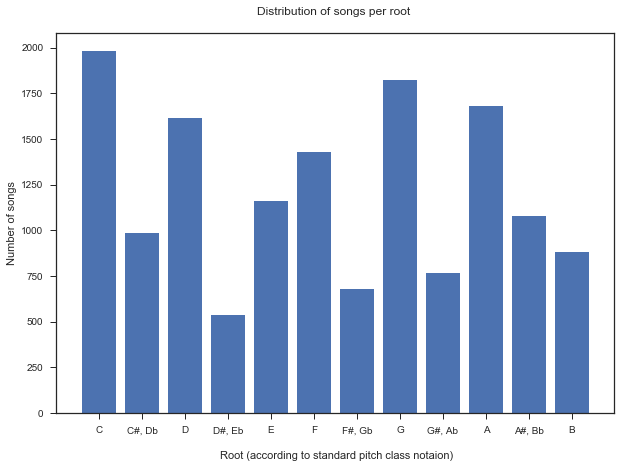 Distribution of songs per root
Number of songs
2000
1750
1500
1250
1000
750
500
250
0
C C#, Db D D#, Eb E F F#, Gb G G#, Ab A A#, Bb B
Root (according to standard pitch class notaion)